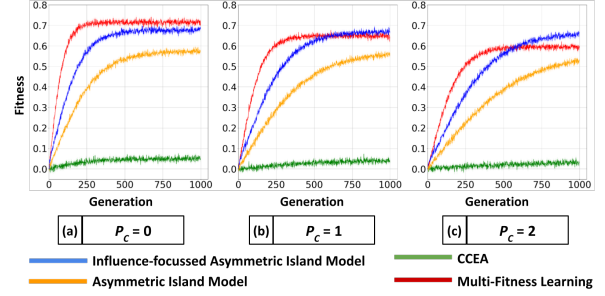 0.8 0.8 0.8
0.7 0.7 0.7
0.6 0.6 0.6
0.5 0.5 0.5
0.4 0.4 0.4
0.3 0.3 0.3
0.2 0.2 0.2
0.1 0.1 0.1
0.0 0.0 0.0
Fitness
0 250 500 750 1000 0 250 500 750 1000 0 250 500 750 1000
Generation Generation Generation
(a) P_C = 0 (b) P_C = 1 (c) P_C = 2
Influence-focussed Asymmetric Island Model CCEA
Asymmetric Island Model Multi-Fitness Learning